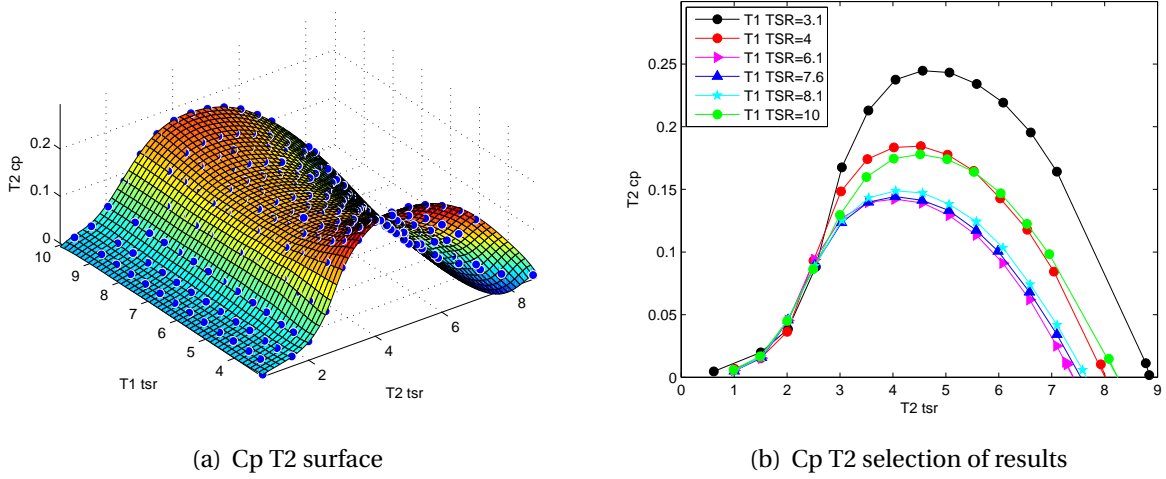 0.2
0.1
0
T2 cp
10
9
8
7
6
5
4
T1 tsr
2
4
6
8
T2 tsr
T1 TSR=3.1
T1 TSR=4
T1 TSR=6.1
T1 TSR=7.6
T1 TSR=8.1
T1 TSR=10
0.25
0.2
0.15
0.1
0.05
0
T2 cp
0 1 2 3 4 5 6 7 8 9
T2 tsr
(a) Cp T2 surface
(b) Cp T2 selection of results